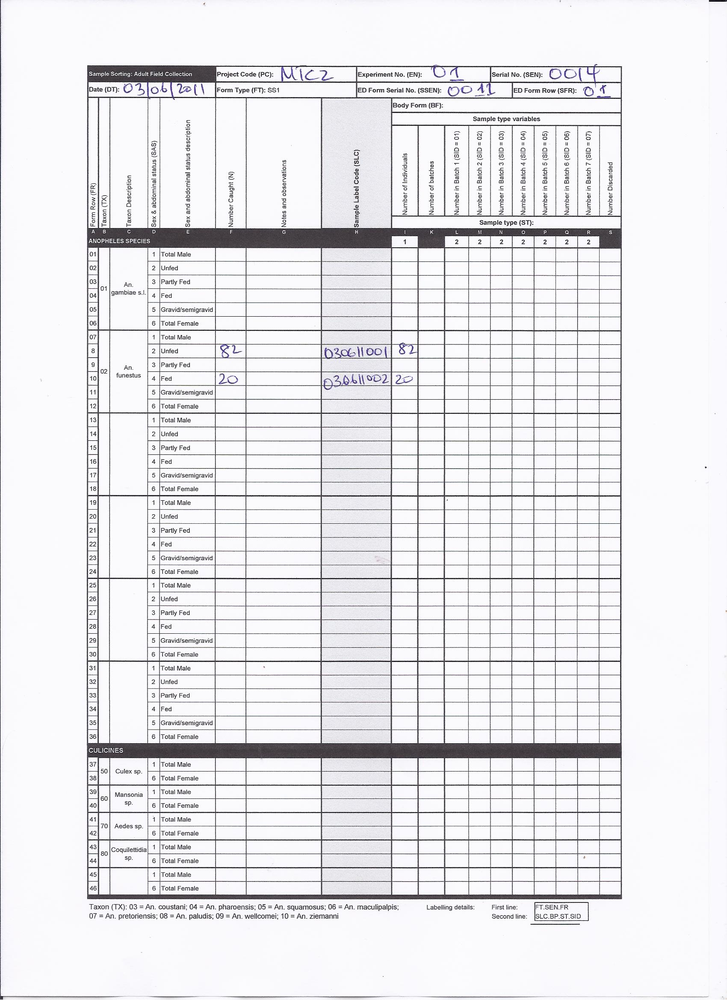 Sample Sorting: Adult Field Collection Project Code (PC): MTC2 Experiment No. (EN): 01 Serial No. (SEN): 0014
Date (DT): 03/06/2011 Form Type (FT): SS1 ED Form Serial No. (SSEN): 0011 ED Form Row (SFR): 01
Body Form (BF):
Sample type variables
Form Row (FR)
Taxon (TX)
Taxon Description
Sex & abdominal status (SAS)
Sex and abdominal status description
Number Caught (N)
Notes and observations
Sample Label Code (SLC)
Number of Individuals
Number of batches
Number in Batch 1 (SID = 01)
Number in Batch 2 (SID = 02)
Number in Batch 3 (SID = 03)
Number in Batch 4 (SID = 04)
Number in Batch 5 (SID = 05)
Number in Batch 6 (SID = 06)
Number in Batch 7 (SID = 07)
Number Discarded
Sample type (ST):
A B C D E F G H I K L M N O P Q R S
ANOPHELES SPECIES 1 2 2 2 2 2 2 2
01 1 Total Male
02 2 Unfed
03 3 Partly Fed
01 An. gambiae s.l.
04 4 Fed
05 5 Gravid/semigravid
06 6 Total Female
07 1 Total Male
8 2 Unfed 82 030611001 82
9 3 Partly Fed
02 An. funestus
10 4 Fed 20 030611002 20
11 5 Gravid/semigravid
12 6 Total Female
13 1 Total Male
14 2 Unfed
15 3 Partly Fed
16 4 Fed
17 5 Gravid/semigravid
18 6 Total Female
19 1 Total Male
20 2 Unfed
21 3 Partly Fed
22 4 Fed
23 5 Gravid/semigravid
24 6 Total Female
25 1 Total Male
26 2 Unfed
27 3 Partly Fed
28 4 Fed
29 5 Gravid/semigravid
30 6 Total Female
31 1 Total Male
32 2 Unfed
33 3 Partly Fed
34 4 Fed
35 5 Gravid/semigravid
36 6 Total Female
CULICINES
37 1 Total Male
50 Culex sp.
38 6 Total Female
39 1 Total Male
60 Mansonia sp.
40 6 Total Female
41 1 Total Male
70 Aedes sp.
42 6 Total Female
43 1 Total Male
80 Coquilettidia sp.
44 6 Total Female
45 1 Total Male
46 6 Total Female
Taxon (TX): 03 = An. coustani; 04 = An. pharoensis; 05 = An. squamosus; 06 = An. maculipalpis; Labelling details: First line: FT.SEN.FR
07 = An. pretoriensis; 08 = An. paludis; 09 = An. wellcomei; 10 = An. ziemanni Second line: SLC.BP.ST.SID